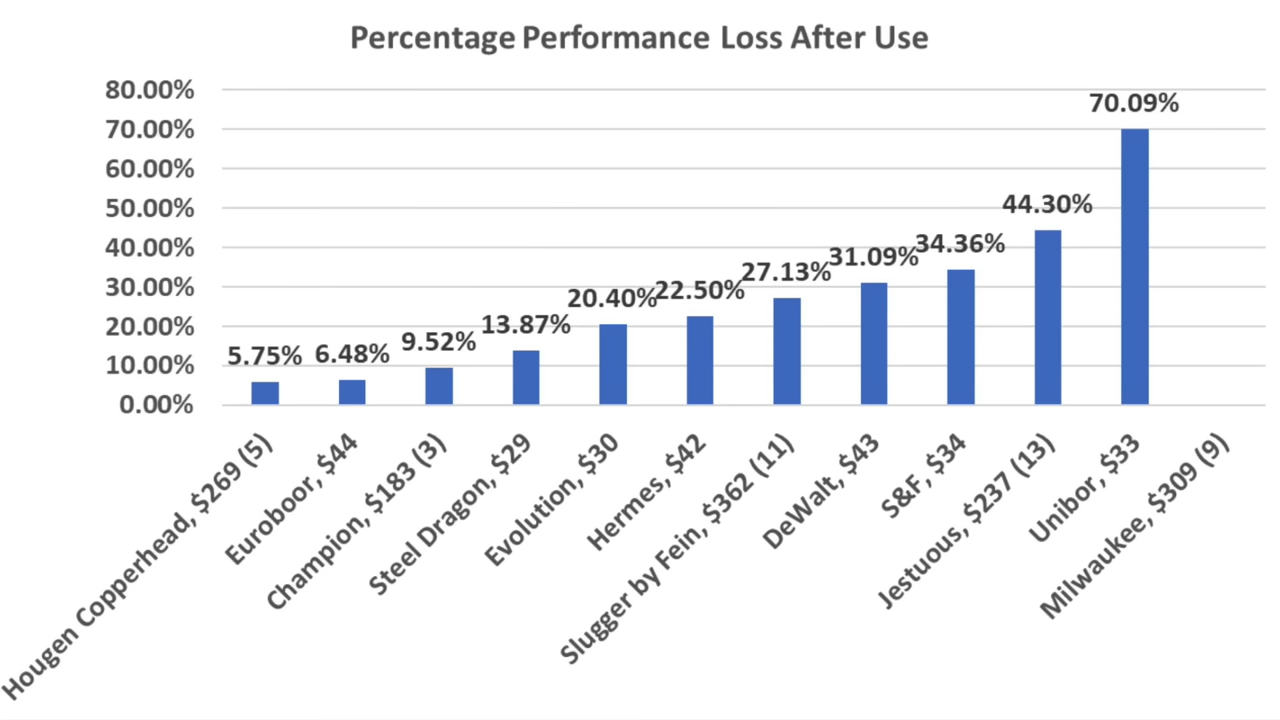 Percentage Performance Loss After Use
80.00%
70.00%
60.00%
50.00%
40.00%
30.00%
20.00%
10.00%
0.00%
5.75%
6.48%
9.52%
13.87%
20.40%
22.50%
27.13%
31.09%
34.36%
44.30%
70.09%
Hougen Copperhead, $269 (5)
Euroboor, $44
Champion, $183 (3)
Steel Dragon, $29
Evolution, $30
Hermes, $42
Slugger by Fein, $362 (11)
DeWalt, $43
S&F, $34
Jestuous, $237 (13)
Unibor, $33
Milwaukee, $309 (9)